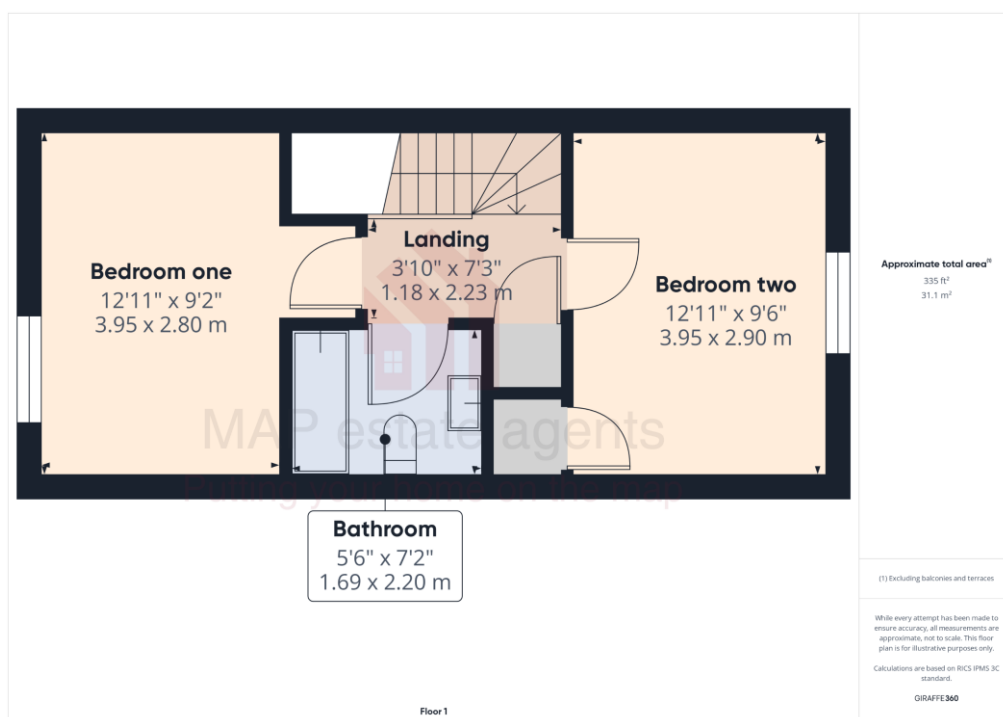 Bedroom one
12'11" x 9'2"
3.95 x 2.80 m
Landing
3'10" x 7'3"
1.18 x 2.23 m
Bedroom two
12'11" x 9'6"
3.95 x 2.90 m
MAP estate agents
Putting your home on the map
Bathroom
5'6" x 7'2"
1.69 x 2.20 m
Floor 1
Approximate total area(1)
335 ft²
31.1 m²
(1) Excluding balconies and terraces
While every attempt has been made to
ensure accuracy, all measurements are
approximate, not to scale. This floor
plan is for illustrative purposes only.
Calculations are based on RICS IPMS 3C
standard.
GIRAFFE360